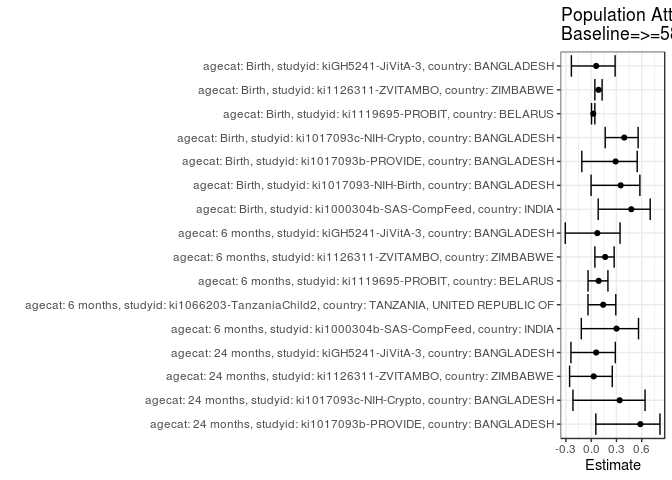 Population Att
Baseline=>=58
agecat: Birth, studyid: kiGH5241-JiVitA-3, country: BANGLADESH
agecat: Birth, studyid: ki1126311-ZVITAMBO, country: ZIMBABWE
agecat: Birth, studyid: ki1119695-PROBIT, country: BELARUS
agecat: Birth, studyid: ki1017093c-NIH-Crypto, country: BANGLADESH
agecat: Birth, studyid: ki1017093b-PROVIDE, country: BANGLADESH
agecat: Birth, studyid: ki1017093-NIH-Birth, country: BANGLADESH
agecat: Birth, studyid: ki1000304b-SAS-CompFeed, country: INDIA
agecat: 6 months, studyid: kiGH5241-JiVitA-3, country: BANGLADESH
agecat: 6 months, studyid: ki1126311-ZVITAMBO, country: ZIMBABWE
agecat: 6 months, studyid: ki1119695-PROBIT, country: BELARUS
agecat: 6 months, studyid: ki1066203-TanzaniaChild2, country: TANZANIA, UNITED REPUBLIC OF
agecat: 6 months, studyid: ki1000304b-SAS-CompFeed, country: INDIA
agecat: 24 months, studyid: kiGH5241-JiVitA-3, country: BANGLADESH
agecat: 24 months, studyid: ki1126311-ZVITAMBO, country: ZIMBABWE
agecat: 24 months, studyid: ki1017093c-NIH-Crypto, country: BANGLADESH
agecat: 24 months, studyid: ki1017093b-PROVIDE, country: BANGLADESH
-0.3 0.0 0.3 0.6
Estimate